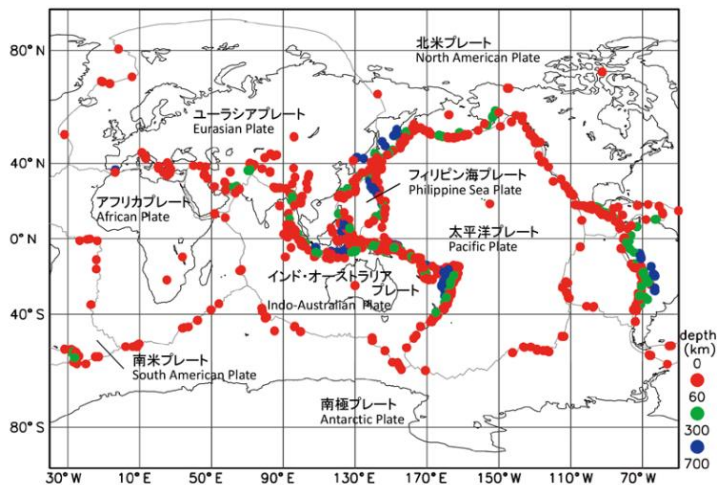 北米プレート
North American Plate
80° N
ユーラシアプレート
Eurasian Plate
40° N
フィリピン海プレート
Philippine Sea Plate
アフリカプレート
African Plate
太平洋プレート
Pacific Plate
0° N
インド・オーストラリア
プレート
Indo-Australian Plate
40° S
南米プレート
South American Plate
南極プレート
Antarctic Plate
80° S
depth
(km)
0
60
300
700
30° W 10° E 50° E 90° E 130° E 170° E 150° W 110° W 70° W